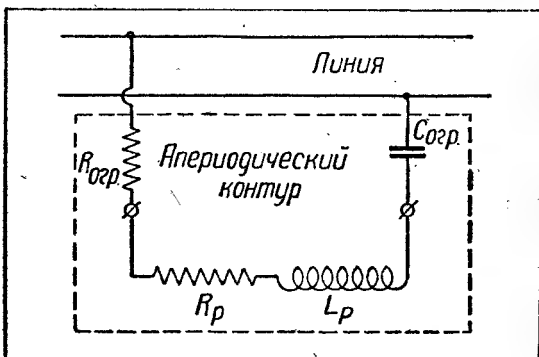 Линия
Rогр.
Апериодический
контур
Cогр.
Rр
Lр